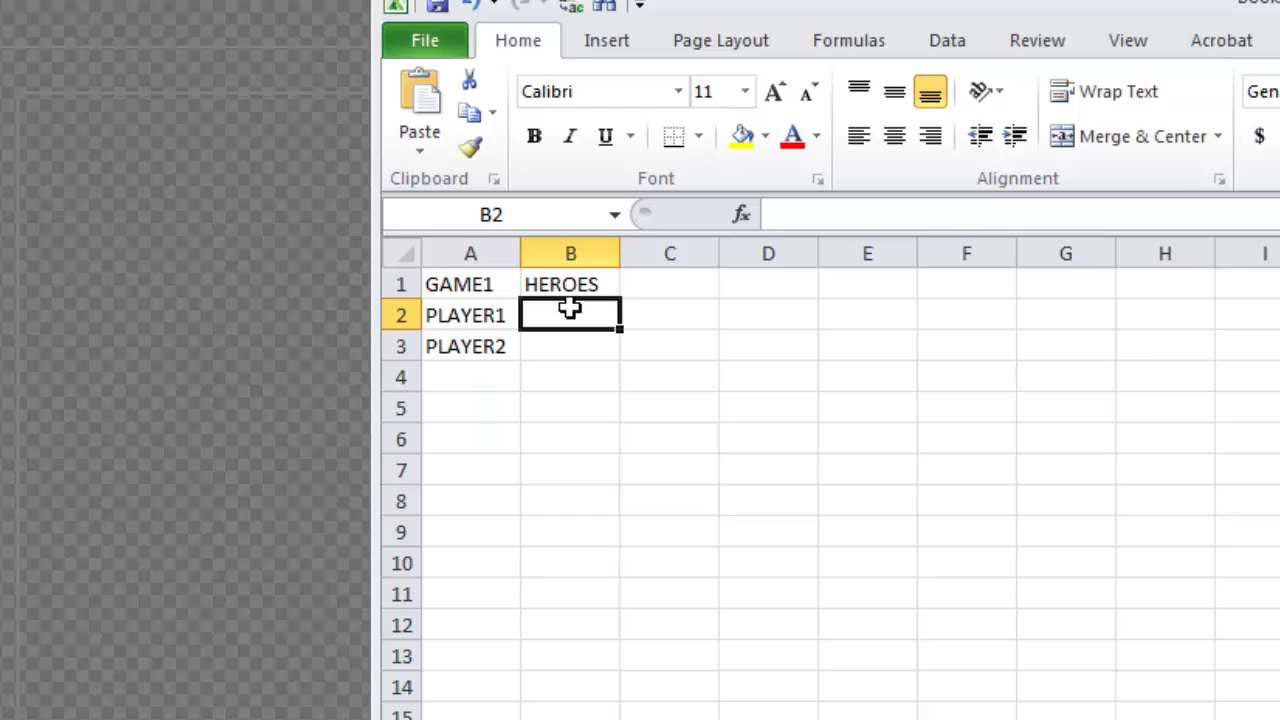 File Home Insert Page Layout Formulas Data Review View Acrobat
Calibri 11 Wrap Text
Paste B I U A Merge & Center $
Clipboard Font Alignment
B2 fx
A B C D E F G H I
1 GAME1 HEROES
2 PLAYER1
3 PLAYER2
4
5
6
7
8
9
10
11
12
13
14
15